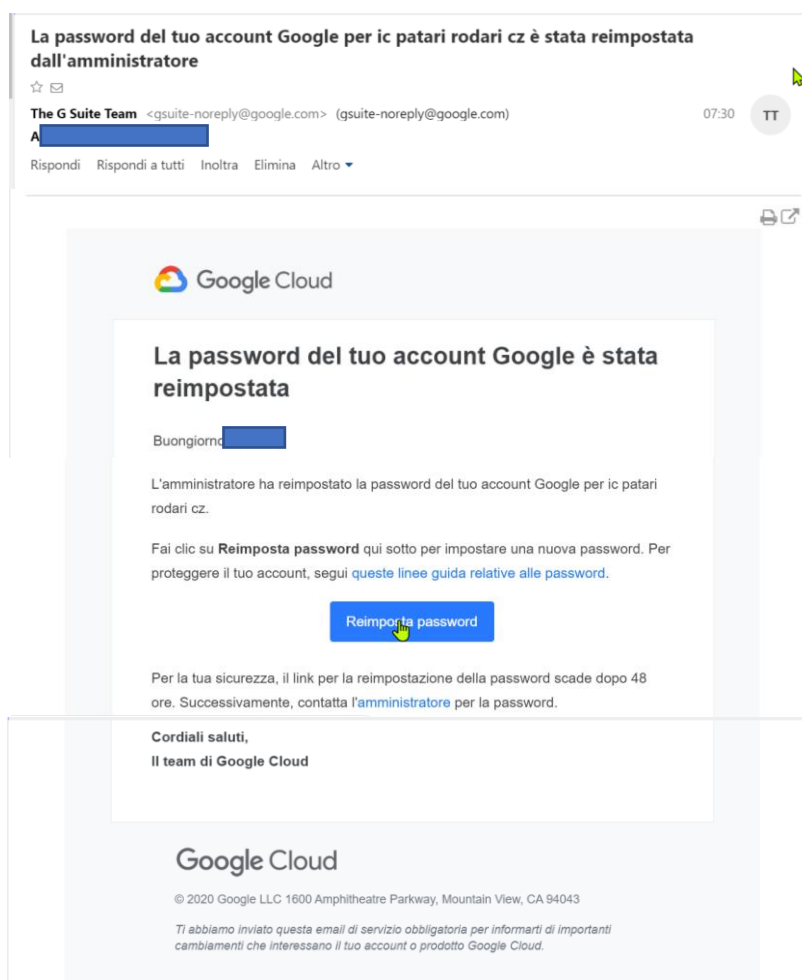 La password del tuo account Google per ic patari rodari cz è stata reimpostata
dall'amministratore
The G Suite Team <gsuite-noreply@google.com> (gsuite-noreply@google.com)
07:30
TT
A
Rispondi Rispondi a tutti Inoltra Elimina Altro
Google Cloud
La password del tuo account Google è stata
reimpostata
Buongiorno
L'amministratore ha reimpostato la password del tuo account Google per ic patari
rodari cz.
Fai clic su Reimposta password qui sotto per impostare una nuova password. Per
proteggere il tuo account, segui queste linee guida relative alle password.
Reimposta password
Per la tua sicurezza, il link per la reimpostazione della password scade dopo 48
ore. Successivamente, contatta l'amministratore per la password.
Cordiali saluti,
Il team di Google Cloud
Google Cloud
© 2020 Google LLC 1600 Amphitheatre Parkway, Mountain View, CA 94043
Ti abbiamo inviato questa email di servizio obbligatoria per informarti di importanti
cambiamenti che interessano il tuo account o prodotto Google Cloud.